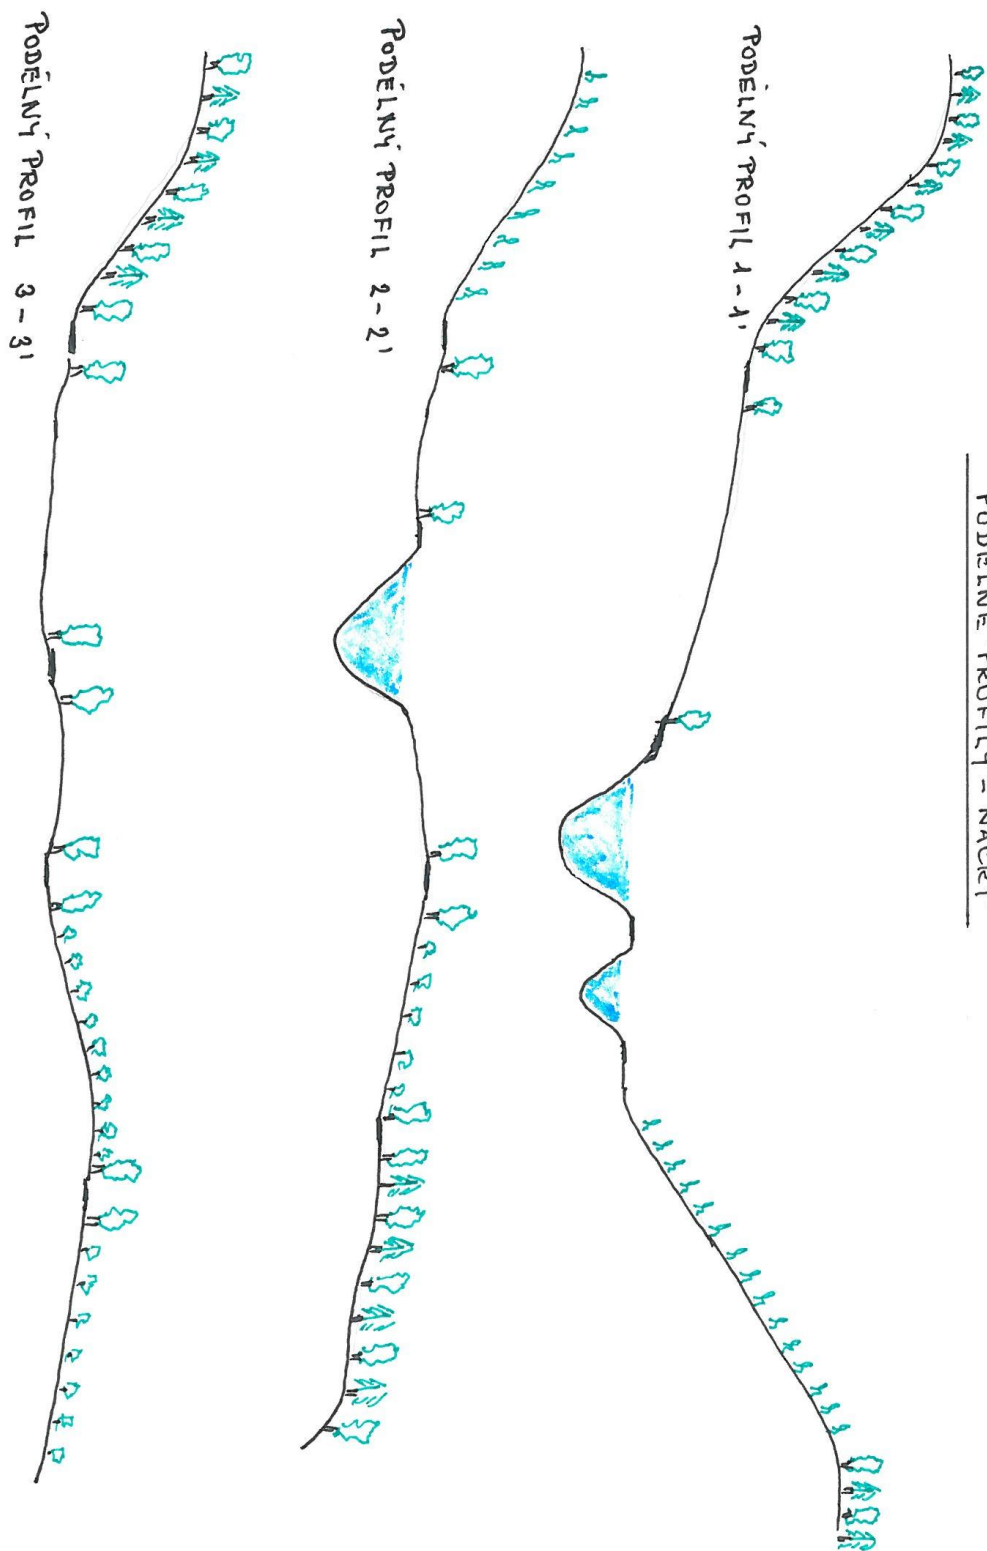 PODÉLNÉ PROFILY - NÁČRT
PODÉLNÝ PROFIL 1-1'
PODÉLNÝ PROFIL 2-2'
PODÉLNÝ PROFIL 3-3'